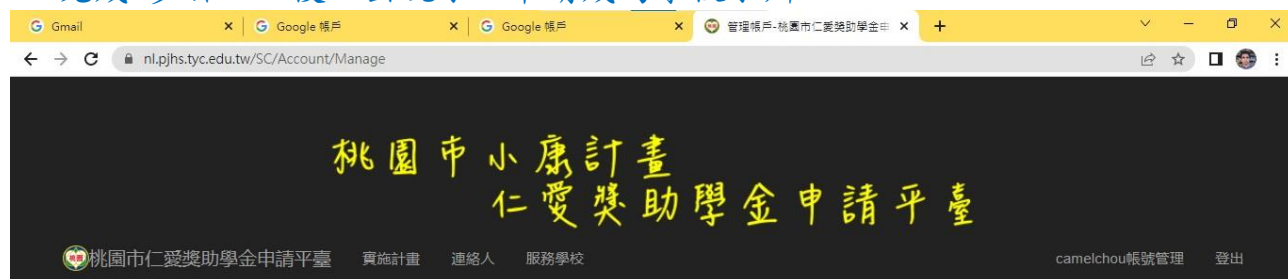 Gmail
Google 帳戶
Google 帳戶
管理帳戶-桃園市仁愛獎助學金申
nl.pjhs.tyc.edu.tw/SC/Account/Manage
桃園市小康計畫
仁愛獎助學金申請平臺
桃園市仁愛獎助學金申請平臺 實施計畫 連絡人 服務學校 camelchou帳號管理 登出